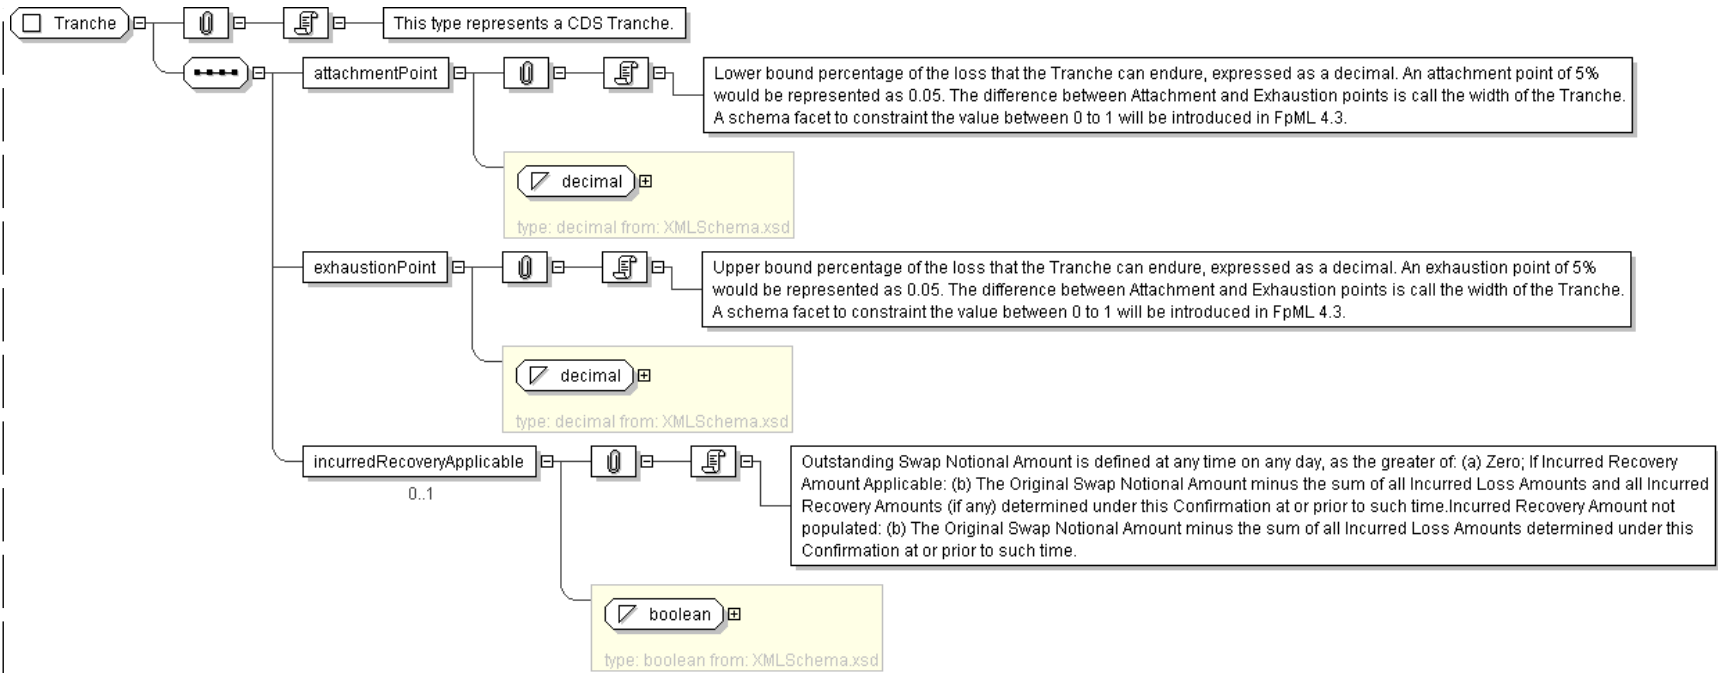 Tranche
This type represents a CDS Tranche.
attachmentPoint
Lower bound percentage of the loss that the Tranche can endure, expressed as a decimal. An attachment point of 5%
would be represented as 0.05. The difference between Attachment and Exhaustion points is call the width of the Tranche.
A schema facet to constraint the value between 0 to 1 will be introduced in FpML 4.3.
decimal
type: decimal from: XMLSchema.xsd
exhaustionPoint
Upper bound percentage of the loss that the Tranche can endure, expressed as a decimal. An exhaustion point of 5%
would be represented as 0.05. The difference between Attachment and Exhaustion points is call the width of the Tranche.
A schema facet to constraint the value between 0 to 1 will be introduced in FpML 4.3.
decimal
type: decimal from: XMLSchema.xsd
incurredRecoveryApplicable
0..1
Outstanding Swap Notional Amount is defined at any time on any day, as the greater of: (a) Zero; If Incurred Recovery
Amount Applicable: (b) The Original Swap Notional Amount minus the sum of all Incurred Loss Amounts and all Incurred
Recovery Amounts (if any) determined under this Confirmation at or prior to such time.Incurred Recovery Amount not
populated: (b) The Original Swap Notional Amount minus the sum of all Incurred Loss Amounts determined under this
Confirmation at or prior to such time.
boolean
type: boolean from: XMLSchema.xsd